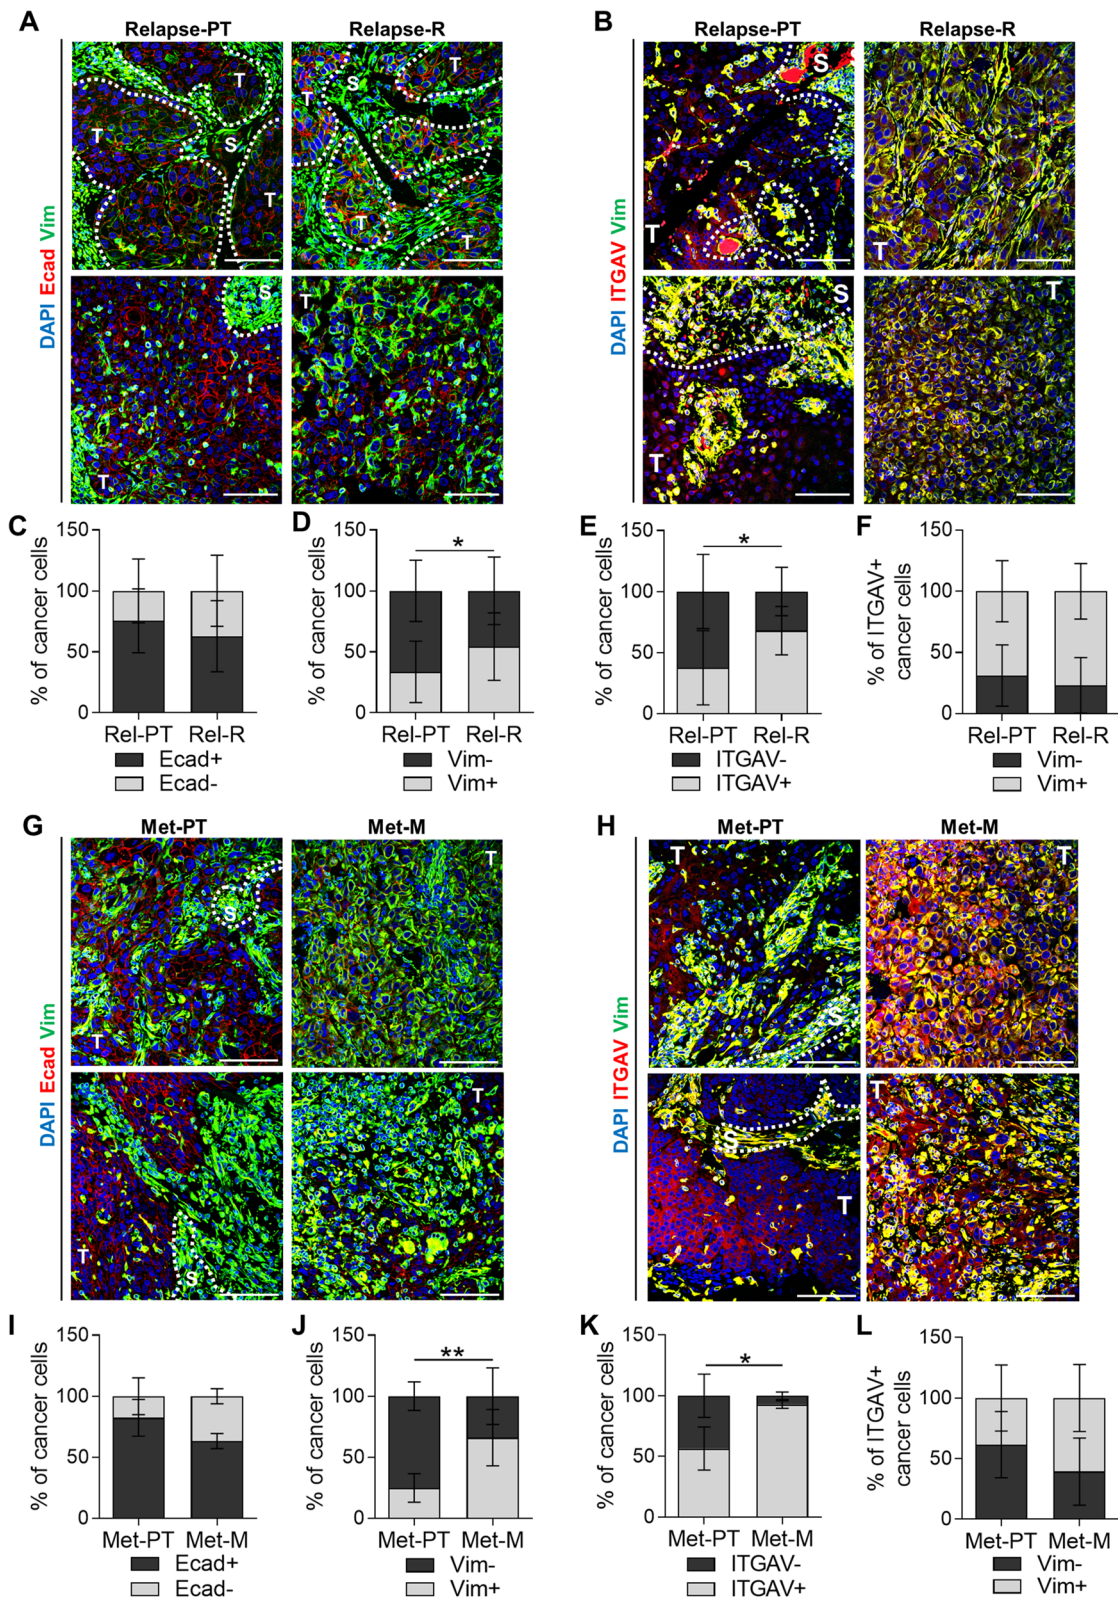 A
Relapse-PT
Relapse-R
DAPI Ecad Vim
T
T
S
T
T
T
S
T
T
T
S
T
T
B
Relapse-PT
Relapse-R
DAPI ITGAV Vim
S
T
T
S
T
T
C
% of cancer cells
150
100
50
0
Rel-PT Rel-R
Ecad+
Ecad-
D
% of cancer cells
150
100
50
0
*
Rel-PT Rel-R
Vim-
Vim+
E
% of cancer cells
150
100
50
0
*
Rel-PT Rel-R
ITGAV-
ITGAV+
F
% of ITGAV+
cancer cells
150
100
50
0
Rel-PT Rel-R
Vim-
Vim+
G
Met-PT
Met-M
DAPI Ecad Vim
S
T
T
T
S
T
H
Met-PT
Met-M
DAPI ITGAV Vim
T
S
T
S
T
T
I
% of cancer cells
150
100
50
0
Met-PT Met-M
Ecad+
Ecad-
J
% of cancer cells
150
100
50
0
**
Met-PT Met-M
Vim-
Vim+
K
% of cancer cells
150
100
50
0
*
Met-PT Met-M
ITGAV-
ITGAV+
L
% of ITGAV+
cancer cells
150
100
50
0
Met-PT Met-M
Vim-
Vim+